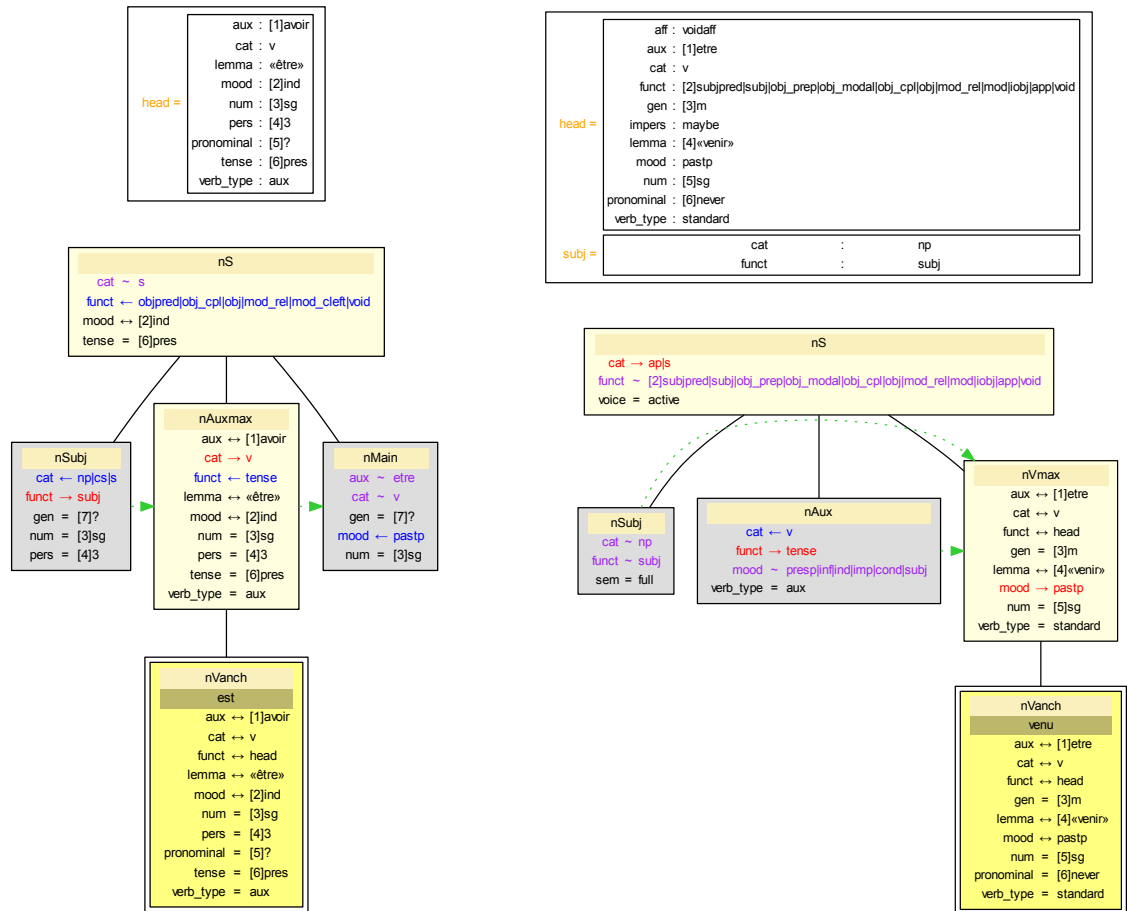 head =
aux : [1]avoir
cat : v
lemma : «être»
mood : [2]ind
num : [3]sg
pers : [4]3
pronominal : [5]?
tense : [6]pres
verb_type : aux
nS
cat ~ s
funct ← objpred|obj_cpl|obj|mod_rel|mod_cleft|void
mood ↔ [2]ind
tense = [6]pres
nSubj
cat ← np|cs|s
funct → subj
gen = [7]?
num = [3]sg
pers = [4]3
nAuxmax
aux ↔ [1]avoir
cat → v
funct ← tense
lemma ↔ «être»
mood ↔ [2]ind
num = [3]sg
pers = [4]3
tense = [6]pres
verb_type = aux
nMain
aux ~ etre
cat ~ v
gen = [7]?
mood ← pastp
num = [3]sg
nVanch
est
aux ↔ [1]avoir
cat ↔ v
funct ↔ head
lemma ↔ «être»
mood ↔ [2]ind
num = [3]sg
pers = [4]3
pronominal = [5]?
tense = [6]pres
verb_type = aux
head =
aff : voidaff
aux : [1]etre
cat : v
funct : [2]subjpred|subj|obj_prep|obj_modal|obj_cpl|obj|mod_rel|mod|iobj|app|void
gen : [3]m
impers : maybe
lemma : [4]«venir»
mood : pastp
num : [5]sg
pronominal : [6]never
verb_type : standard
subj =
cat : np
funct : subj
nS
cat → ap|s
funct ~ [2]subjpred|subj|obj_prep|obj_modal|obj_cpl|obj|mod_rel|mod|iobj|app|void
voice = active
nSubj
cat ~ np
funct ~ subj
sem = full
nAux
cat ← v
funct → tense
mood ~ presp|inf|ind|imp|cond|subj
verb_type = aux
nVmax
aux ↔ [1]etre
cat ↔ v
funct ↔ head
gen = [3]m
lemma ↔ [4]«venir»
mood → pastp
num = [5]sg
verb_type = standard
nVanch
venu
aux ↔ [1]etre
cat ↔ v
funct ↔ head
gen = [3]m
lemma ↔ [4]«venir»
mood ↔ pastp
num = [5]sg
pronominal = [6]never
verb_type = standard